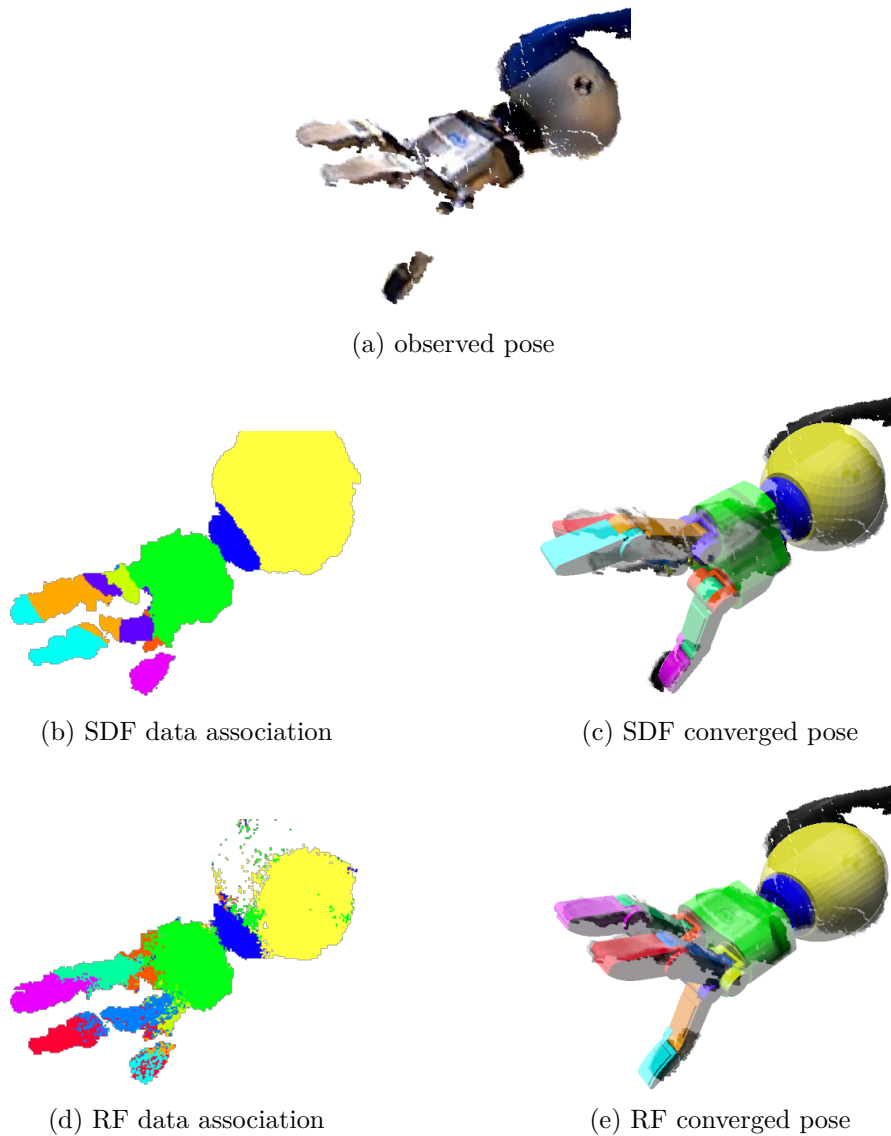 (a) observed pose
(b) SDF data association
(c) SDF converged pose
(d) RF data association
(e) RF converged pose